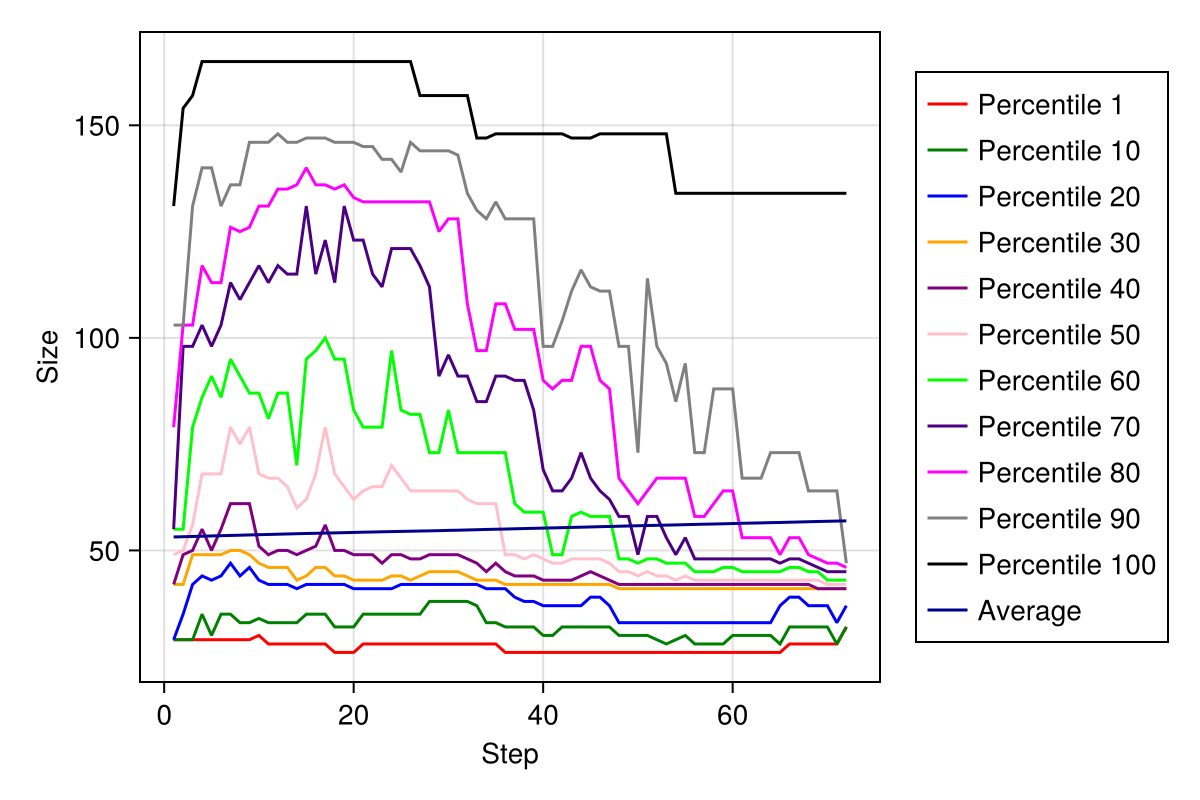 150
100
50
Size
0
20
40
60
Step
Percentile 1
Percentile 10
Percentile 20
Percentile 30
Percentile 40
Percentile 50
Percentile 60
Percentile 70
Percentile 80
Percentile 90
Percentile 100
Average